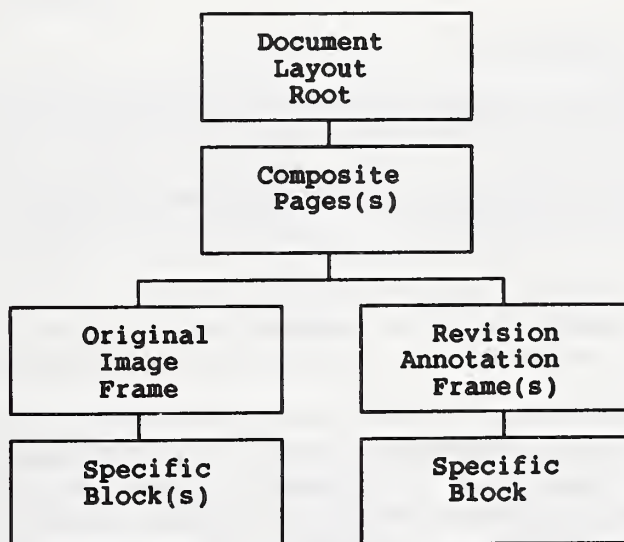 Document
Layout
Root
Composite
Pages(s)
Original
Image
Frame
Revision
Annotation
Frame(s)
Specific
Block(s)
Specific
Block